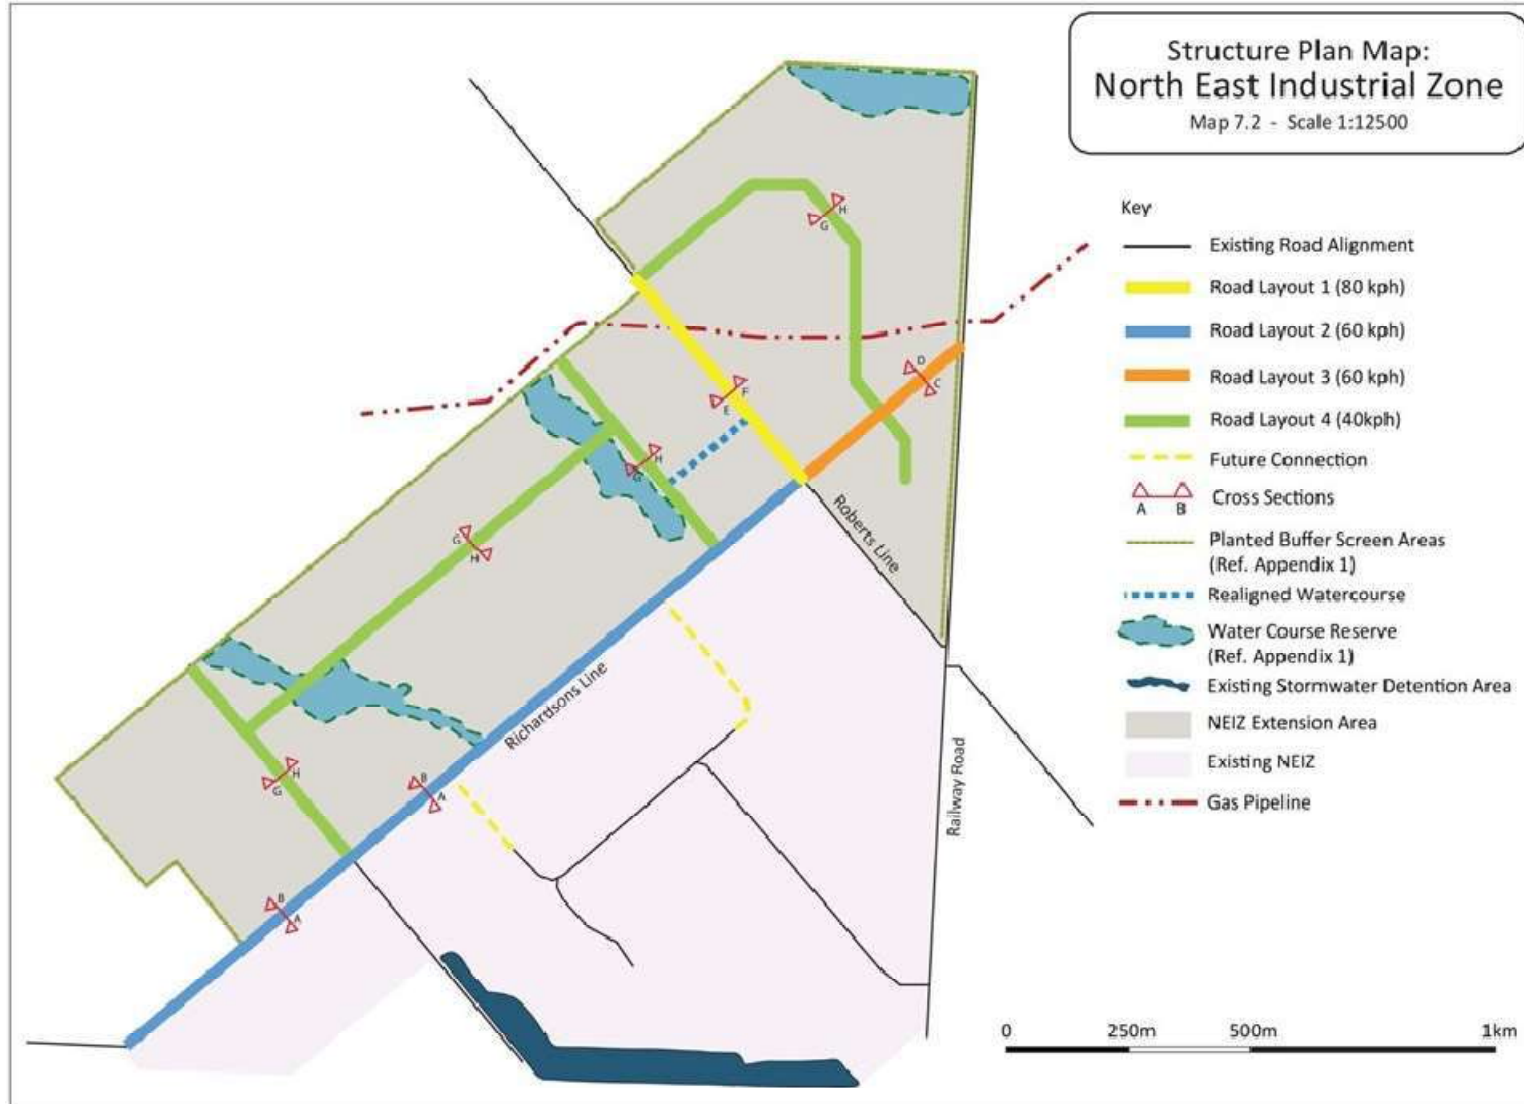 Structure Plan Map:
North East Industrial Zone
Map 7.2 - Scale 1:12500
Key
Existing Road Alignment
Road Layout 1 (80 kph)
Road Layout 2 (60 kph)
Road Layout 3 (60 kph)
Road Layout 4 (40kph)
Future Connection
Cross Sections
A B
Planted Buffer Screen Areas
(Ref. Appendix 1)
Realigned Watercourse
Water Course Reserve
(Ref. Appendix 1)
Existing Stormwater Detention Area
NEIZ Extension Area
Existing NEIZ
Gas Pipeline
H
G
D
C
F
E
H
G
G
H
H
G
B
A
B
A
Roberts Line
Richardsons Line
Railway Road
0 250m 500m 1km